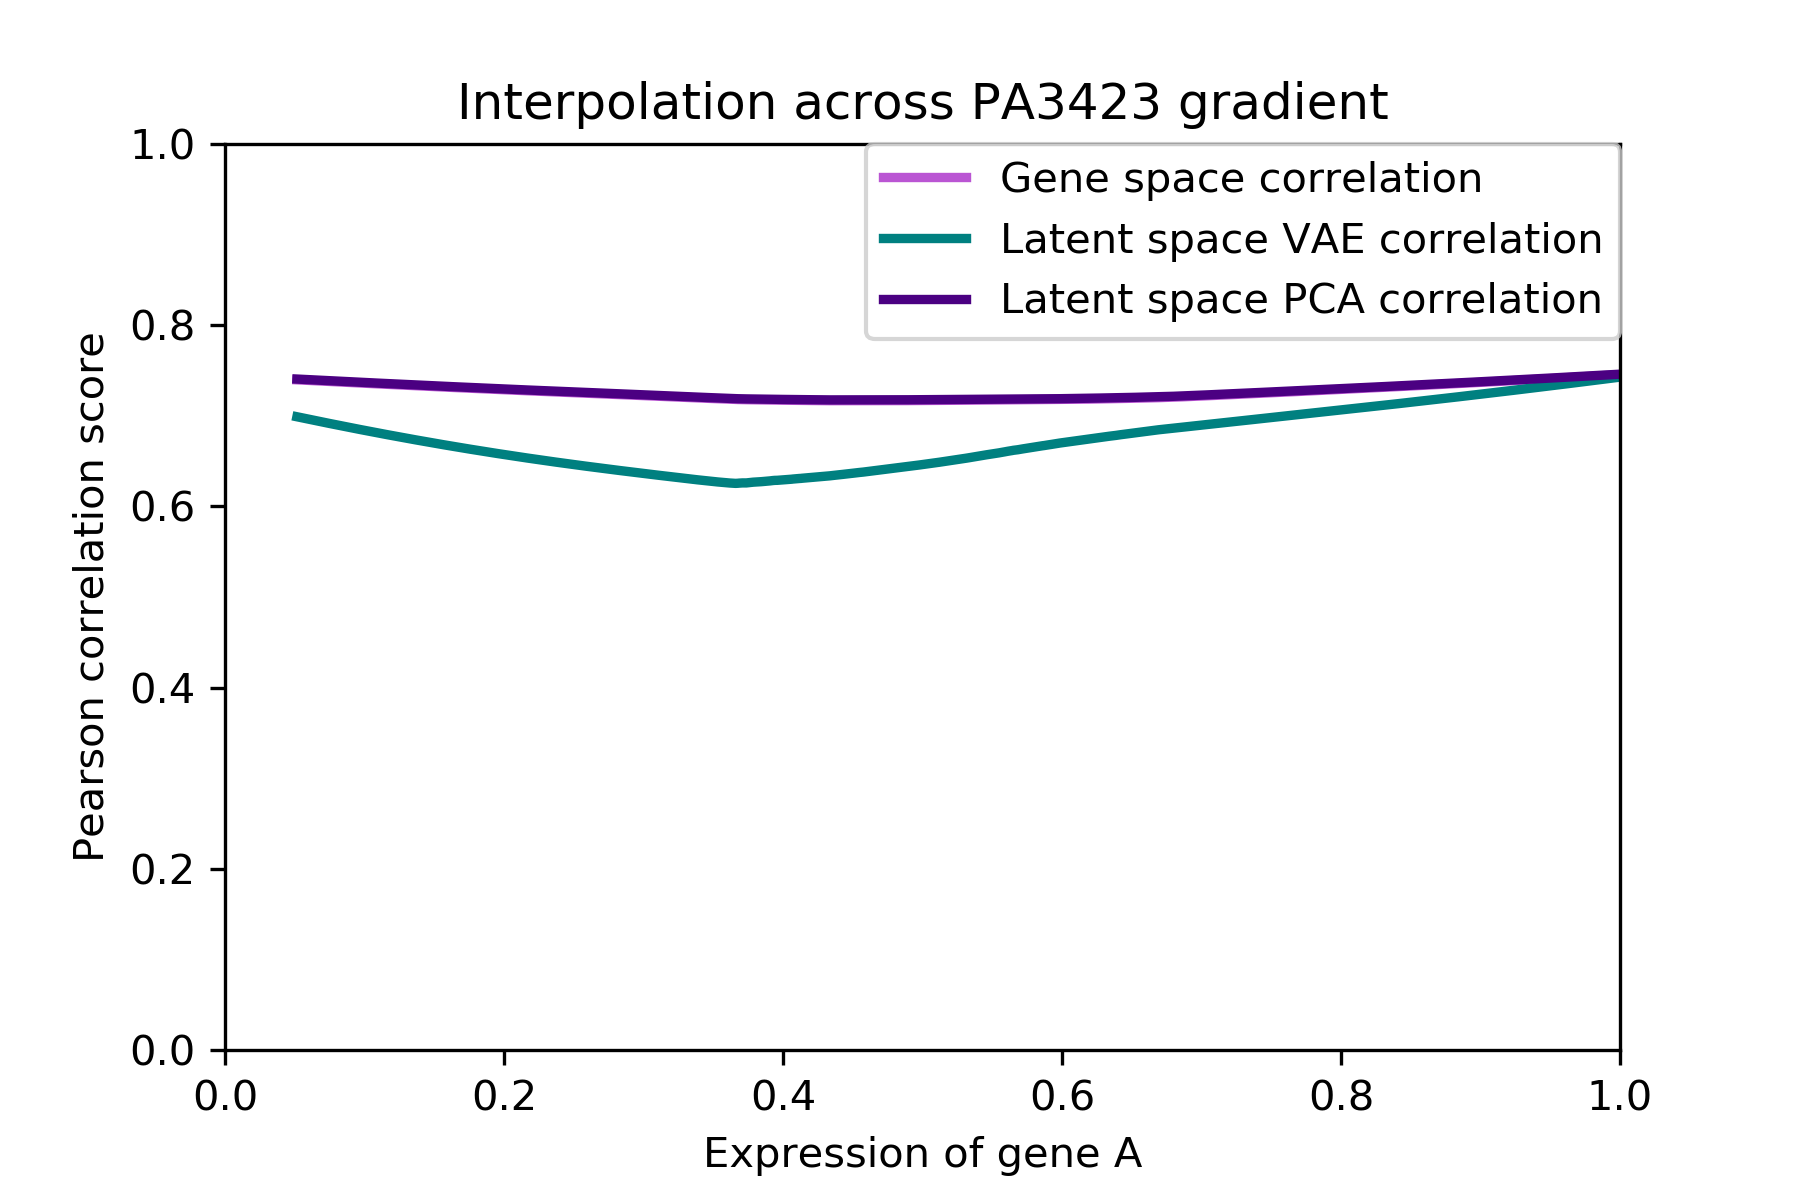 Interpolation across PA3423 gradient
Gene space correlation
Latent space VAE correlation
Latent space PCA correlation
Pearson correlation score
1.0
0.8
0.6
0.4
0.2
0.0
0.0 0.2 0.4 0.6 0.8 1.0
Expression of gene A